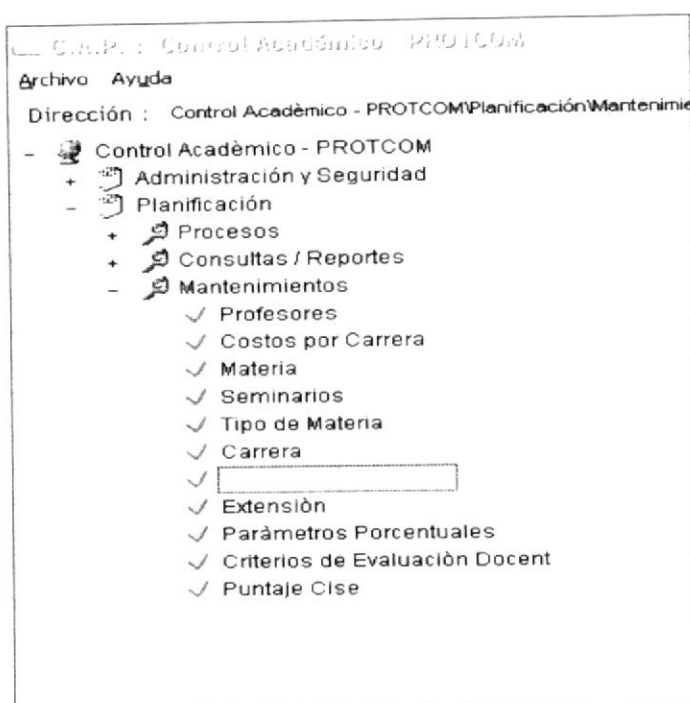 C.A.P. : Control Académico - PROTCOM
Archivo Ayuda
Dirección : Control Acadèmico - PROTCOM\Planificación\Mantenimie
- Control Acadèmico - PROTCOM
+ Administración y Seguridad
- Planificación
+ Procesos
+ Consultas / Reportes
- Mantenimientos
✓ Profesores
✓ Costos por Carrera
✓ Materia
✓ Seminarios
✓ Tipo de Materia
✓ Carrera
✓
✓ Extensiòn
✓ Paràmetros Porcentuales
✓ Criterios de Evaluaciòn Docent
✓ Puntaje Cise